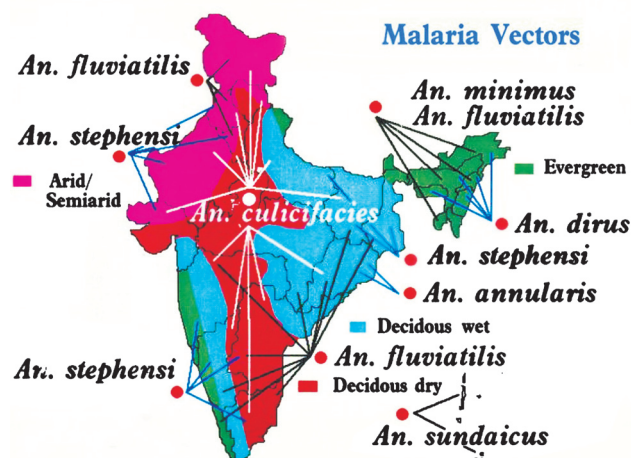 Malaria Vectors
An. fluviatilis
An. minimus
An. fluviatilis
An. stephensi
Evergreen
Arid/
Semiarid
An. culicifacies
An. dirus
An. stephensi
An. annularis
Decidous wet
An. fluviatilis
An. stephensi
Decidous dry
An. sundaicus